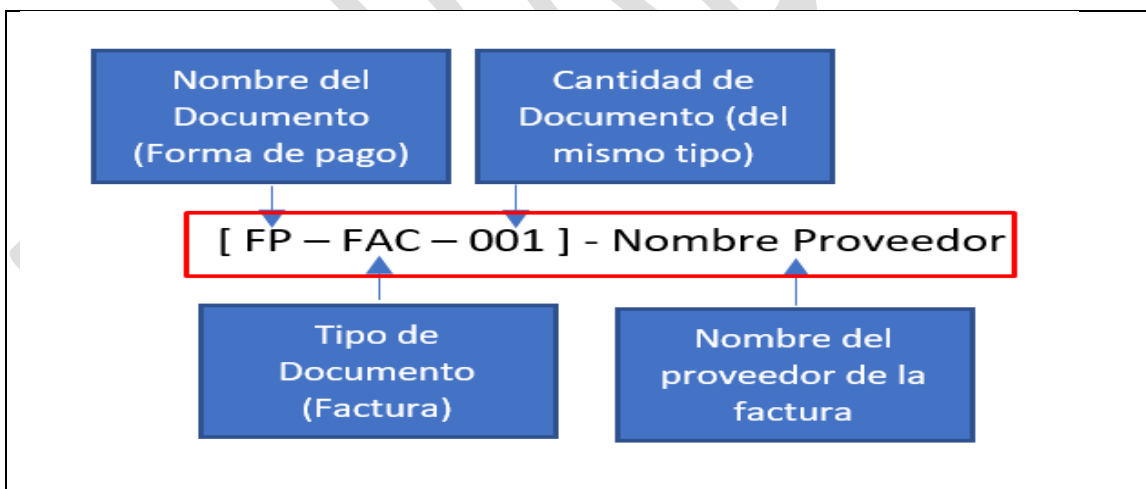 Nombre del
Documento
(Forma de pago)
Cantidad de
Documento (del
mismo tipo)
[ FP – FAC – 001 ] - Nombre Proveedor
Tipo de
Documento
(Factura)
Nombre del
proveedor de la
factura